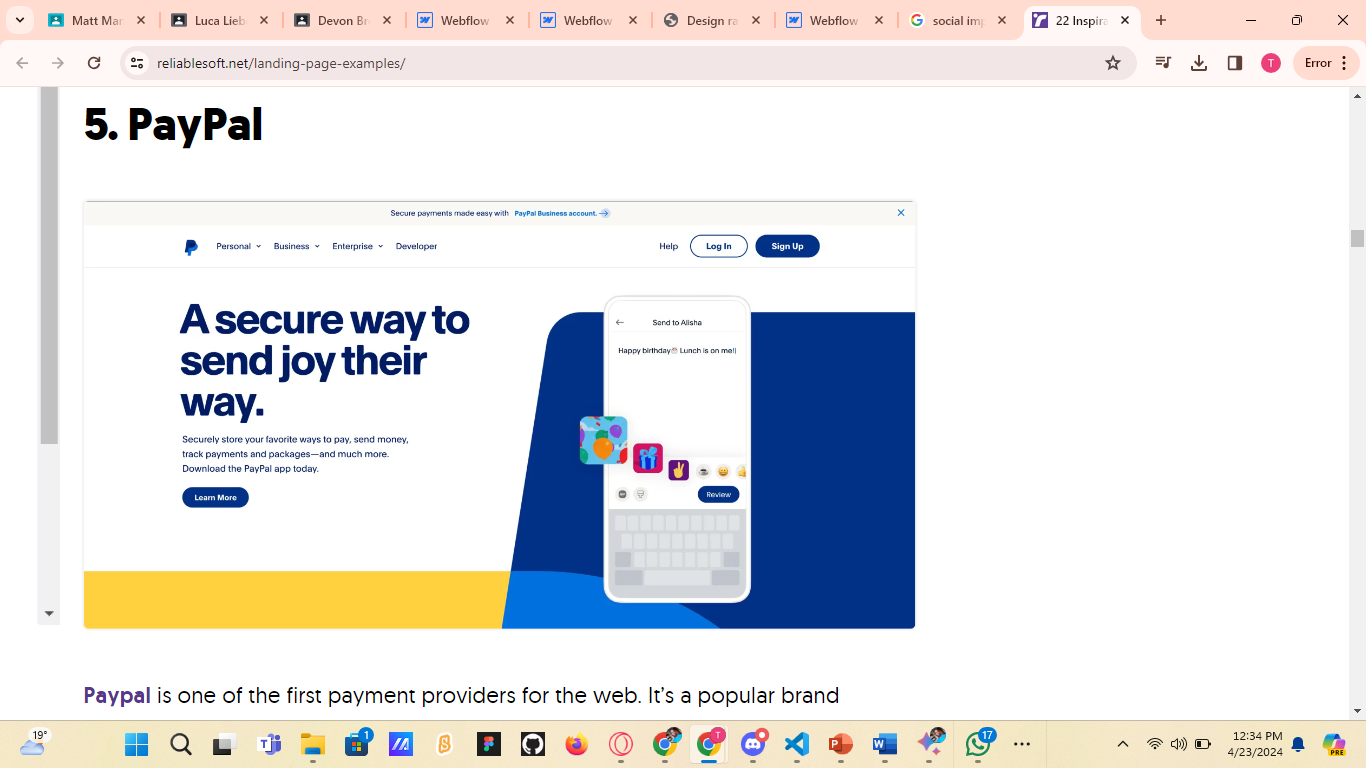 Matt Mar
Luca Lieb
Devon Br
Webflow
Webflow
Design ra
Webflow
social imp
22 Inspira
reliablesoft.net/landing-page-examples/
T
Error
5. PayPal
Secure payments made easy with PayPal Business account.
Personal
Business
Enterprise
Developer
Help
Log In
Sign Up
A secure way to
send joy their
way.
Securely store your favorite ways to pay, send money,
track payments and packages—and much more.
Download the PayPal app today.
Learn More
Send to Alisha
Happy birthday🎂 Lunch is on me!
Review
Paypal is one of the first payment providers for the web. It's a popular brand
19°
1
T
17
12:34 PM
4/23/2024
PRE